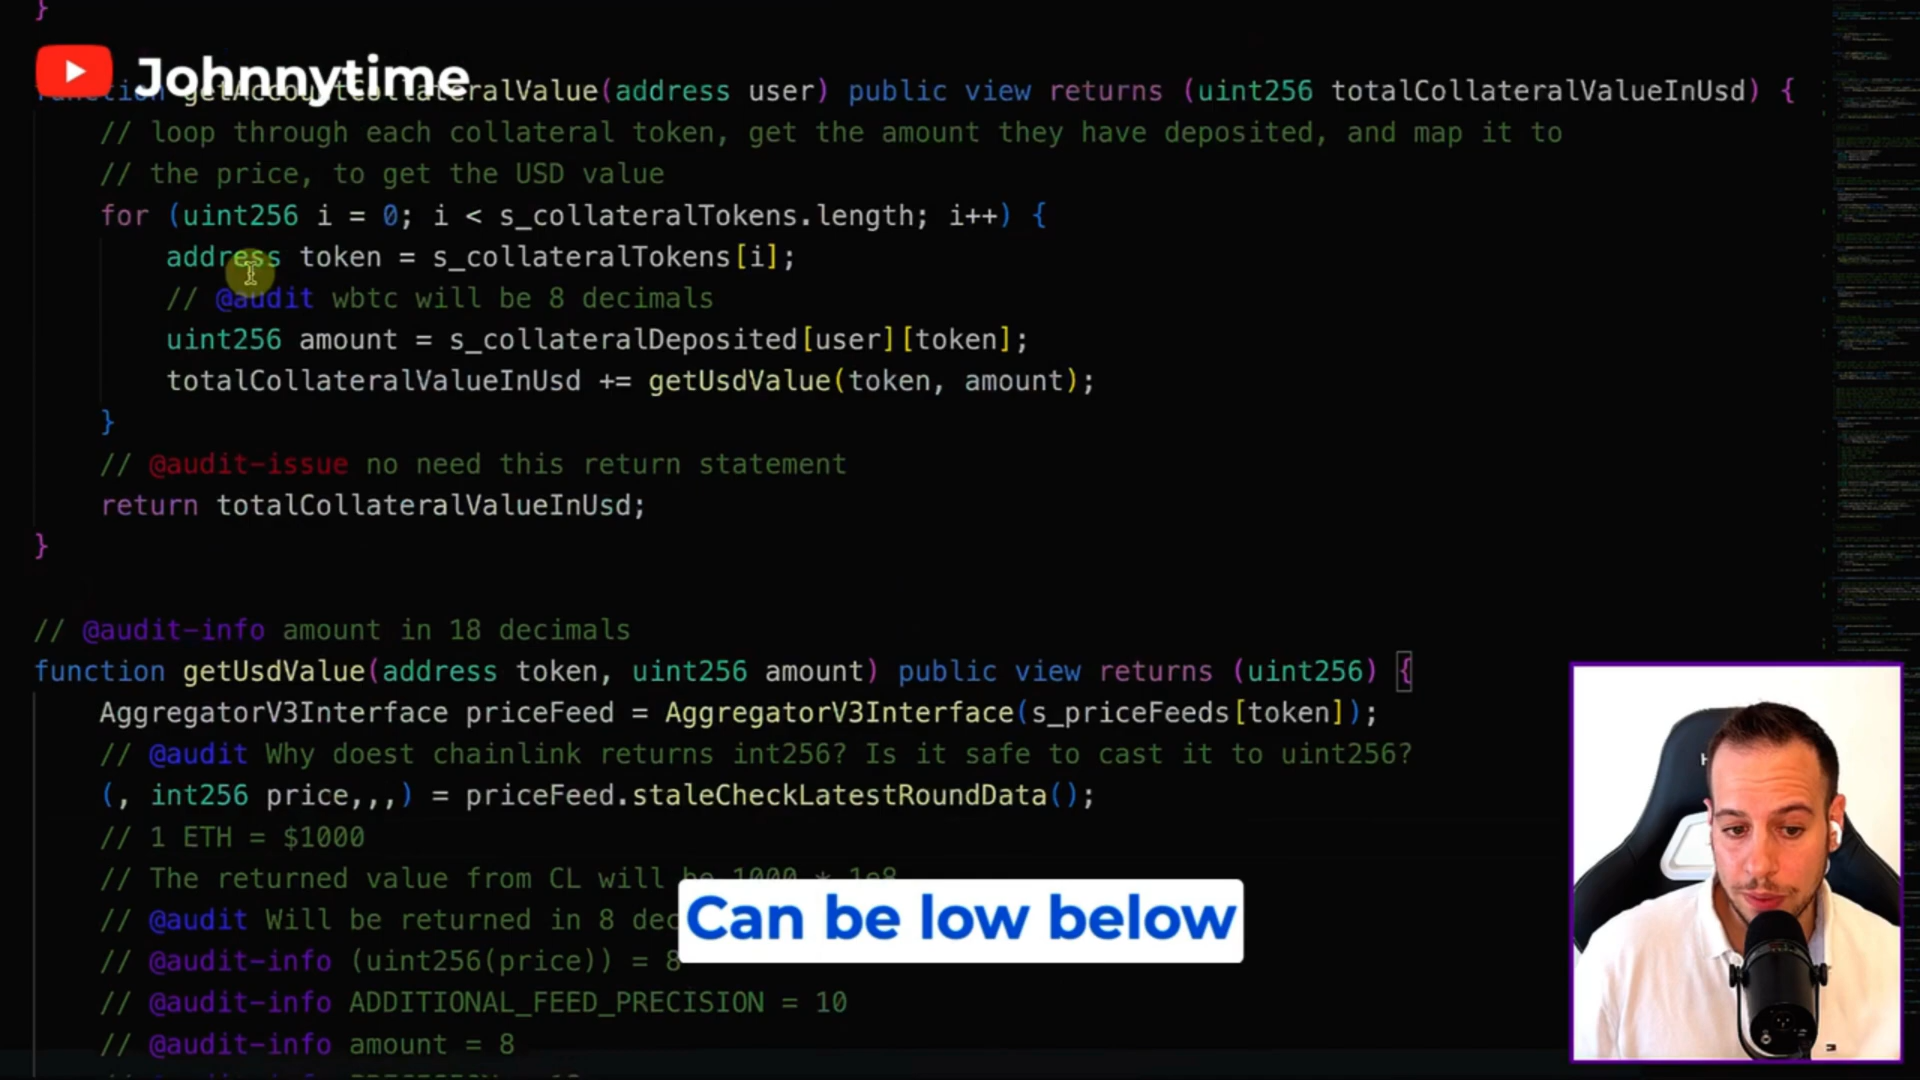 }
Johnnytime
function getAccountCollateralValue(address user) public view returns (uint256 totalCollateralValueInUsd) {
// loop through each collateral token, get the amount they have deposited, and map it to
// the price, to get the USD value
for (uint256 i = 0; i < s_collateralTokens.length; i++) {
address token = s_collateralTokens[i];
// @audit wbtc will be 8 decimals
uint256 amount = s_collateralDeposited[user][token];
totalCollateralValueInUsd += getUsdValue(token, amount);
}
// @audit-issue no need this return statement
return totalCollateralValueInUsd;
}
// @audit-info amount in 18 decimals
function getUsdValue(address token, uint256 amount) public view returns (uint256) {
AggregatorV3Interface priceFeed = AggregatorV3Interface(s_priceFeeds[token]);
// @audit Why doest chainlink returns int256? Is it safe to cast it to uint256?
(, int256 price,,,) = priceFeed.staleCheckLatestRoundData();
// 1 ETH = $1000
// The returned value from CL will be 1000 * 1e8
// @audit Will be returned in 8
Can be low below
// @audit-info (uint256(price)) = 8
// @audit-info ADDITIONAL_FEED_PRECISION = 10
// @audit-info amount = 8